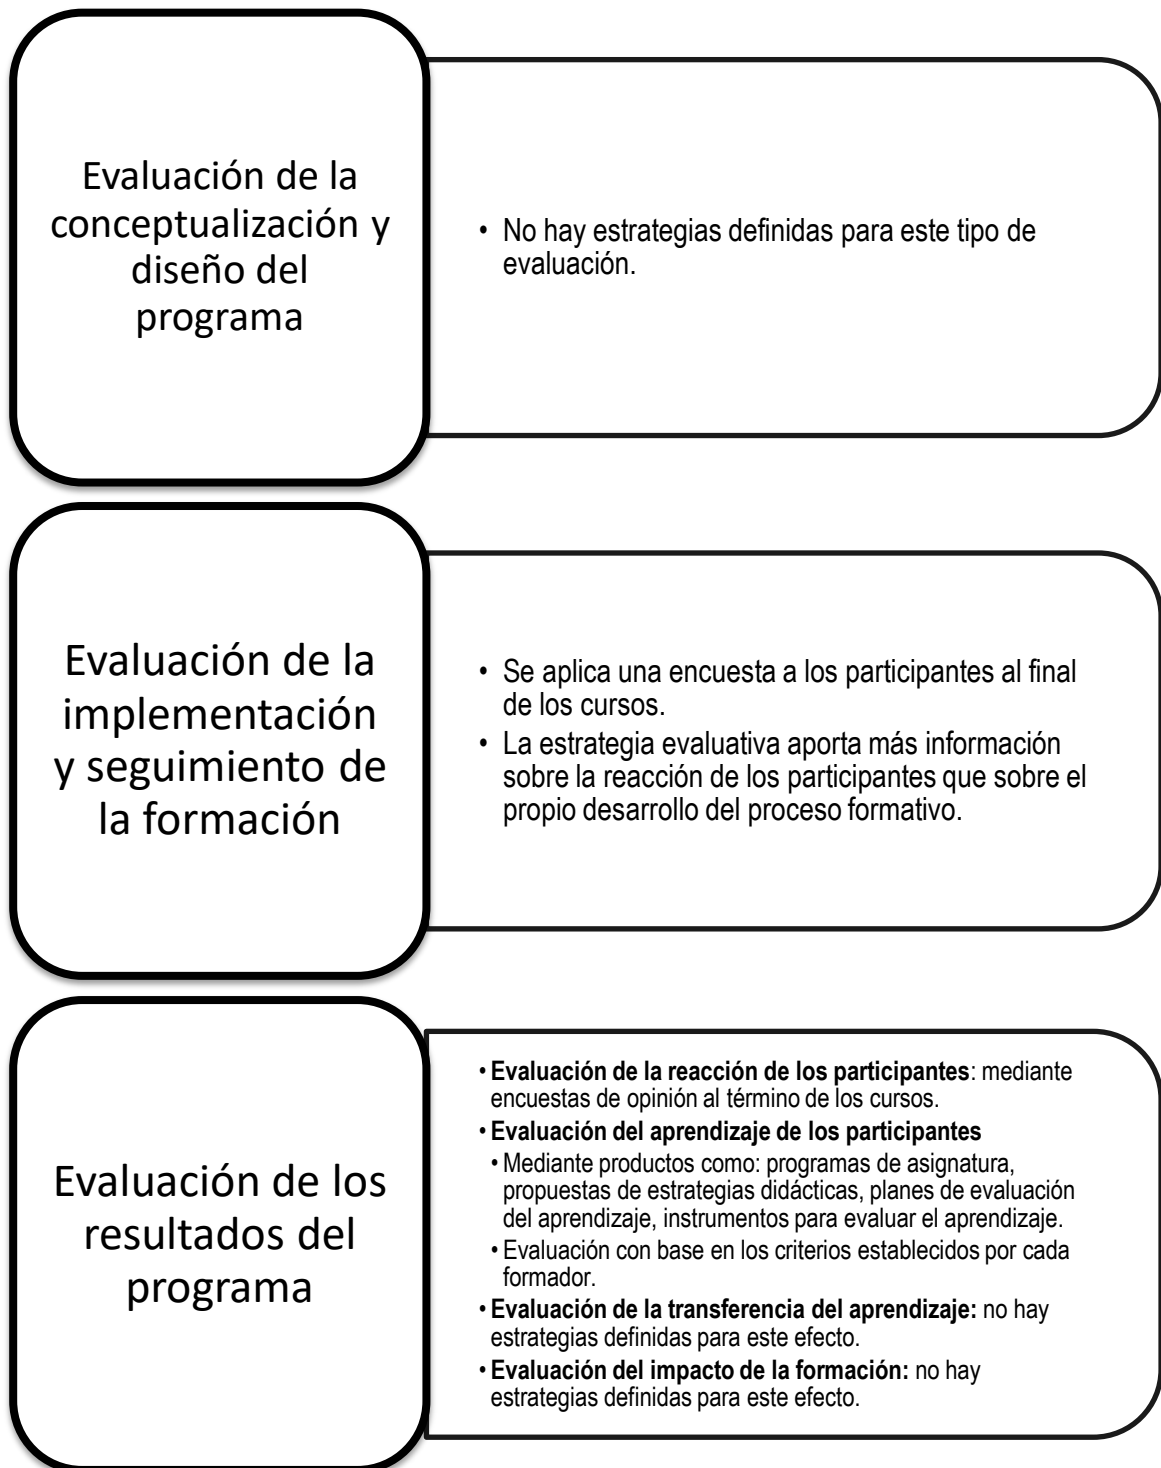 Evaluación de la
conceptualización y
diseño del
programa
• No hay estrategias definidas para este tipo de
evaluación.
Evaluación de la
implementación
y seguimiento de
la formación
• Se aplica una encuesta a los participantes al final
de los cursos.
• La estrategia evaluativa aporta más información
sobre la reacción de los participantes que sobre el
propio desarrollo del proceso formativo.
Evaluación de los
resultados del
programa
• Evaluación de la reacción de los participantes: mediante
encuestas de opinión al término de los cursos.
• Evaluación del aprendizaje de los participantes
• Mediante productos como: programas de asignatura,
propuestas de estrategias didácticas, planes de evaluación
del aprendizaje, instrumentos para evaluar el aprendizaje.
• Evaluación con base en los criterios establecidos por cada
formador.
• Evaluación de la transferencia del aprendizaje: no hay
estrategias definidas para este efecto.
• Evaluación del impacto de la formación: no hay
estrategias definidas para este efecto.